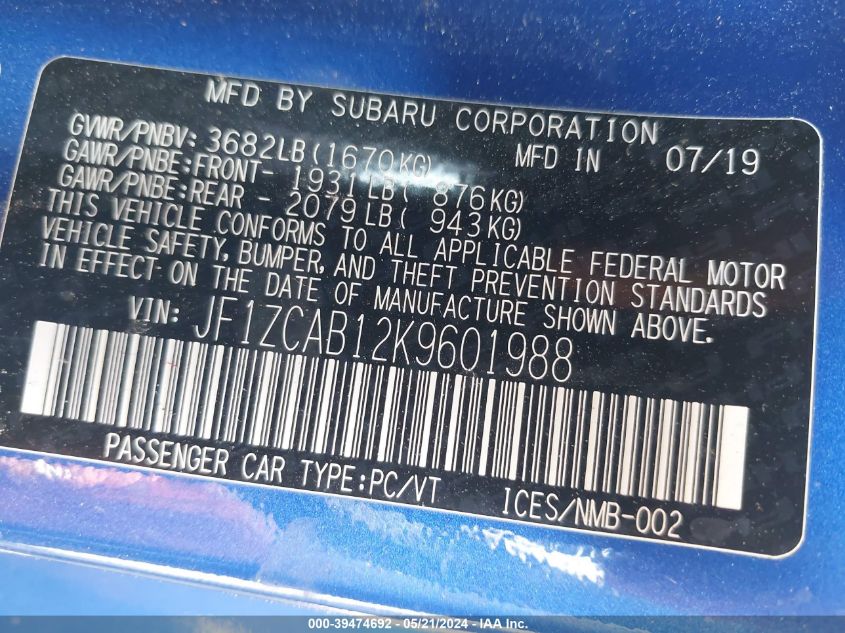 MFD BY SUBARU CORPORATION
GVWR/PNBV: 3682LB(1670KG) MFD IN 07/19
GAWR/PNBE:FRONT- 1931LB( 876KG)
GAWR/PNBE:REAR - 2079LB( 943KG)
THIS VEHICLE CONFORMS TO ALL APPLICABLE FEDERAL MOTOR
VEHICLE SAFETY, BUMPER, AND THEFT PREVENTION STANDARDS
IN EFFECT ON THE DATE OF MANUFACTURE SHOWN ABOVE.
VIN: JF1ZCAB12K9601988
PASSENGER CAR TYPE:PC/VT
ICES/NMB-002
000-39474692 - 05/21/2024 - IAA Inc.